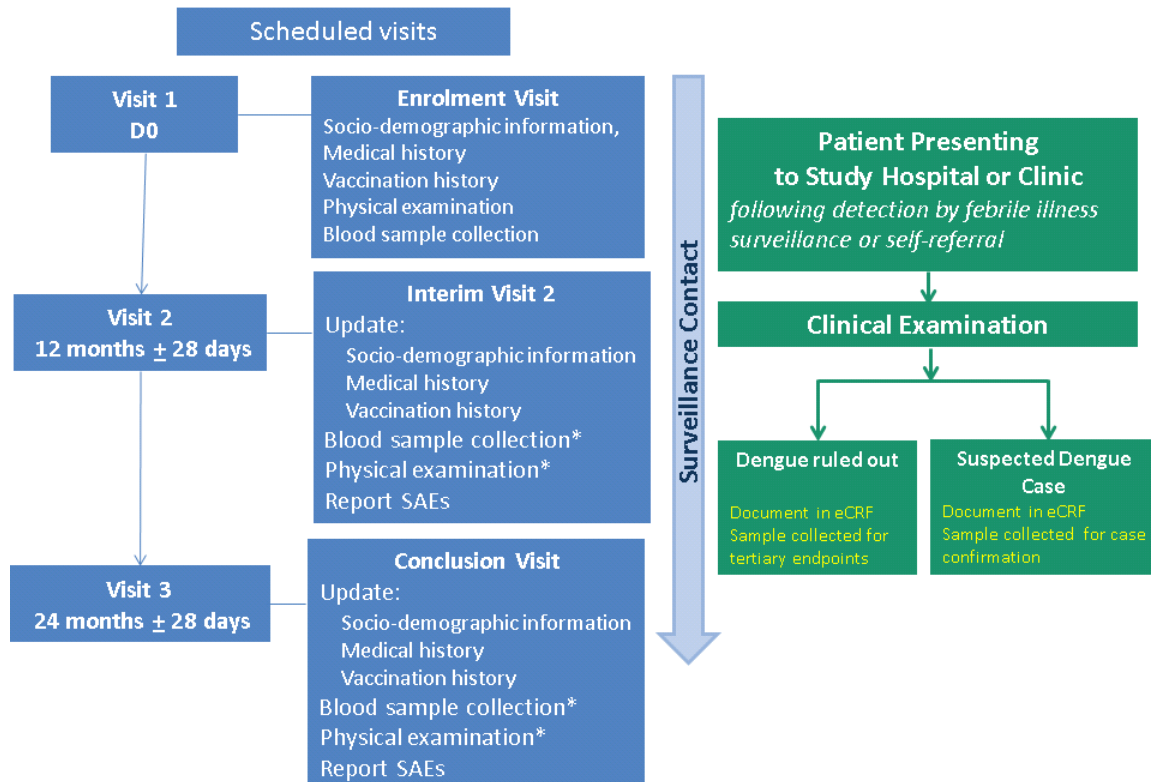 Scheduled visits
Visit 1
D0
Enrolment Visit
Socio-demographic information,
Medical history
Vaccination history
Physical examination
Blood sample collection
Visit 2
12 months ± 28 days
Interim Visit 2
Update:
Socio-demographic information
Medical history
Vaccination history
Blood sample collection*
Physical examination*
Report SAEs
Visit 3
24 months ± 28 days
Conclusion Visit
Update:
Socio-demographic information
Medical history
Vaccination history
Blood sample collection*
Physical examination*
Report SAEs
Surveillance Contact
Patient Presenting
to Study Hospital or Clinic
following detection by febrile illness
surveillance or self-referral
Clinical Examination
Dengue ruled out
Document in eCRF
Sample collected for
tertiary endpoints
Suspected Dengue
Case
Document in eCRF
Sample collected for case
confirmation